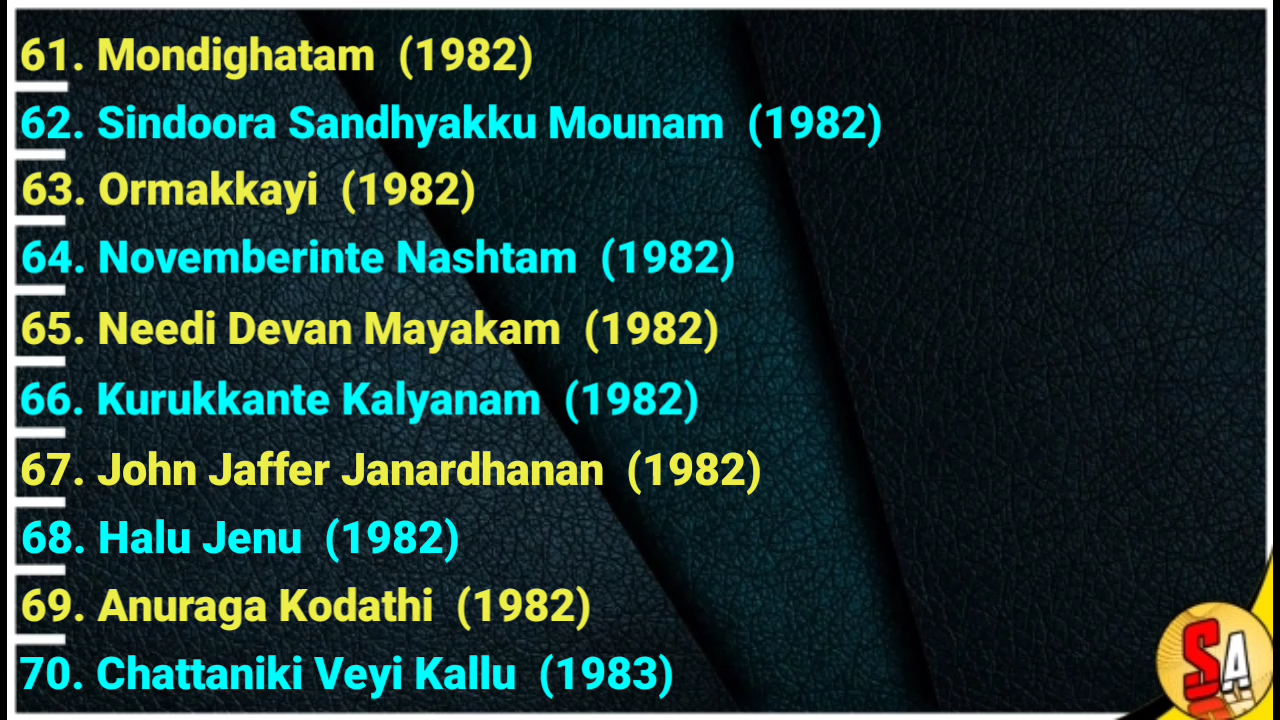 61. Mondighatam (1982)
62. Sindoora Sandhyakku Mounam (1982)
63. Ormakkayi (1982)
64. Novemberinte Nashtam (1982)
65. Needi Devan Mayakam (1982)
66. Kurukkante Kalyanam (1982)
67. John Jaffer Janardhanan (1982)
68. Halu Jenu (1982)
69. Anuraga Kodathi (1982)
70. Chattaniki Veyi Kallu (1983)
SA